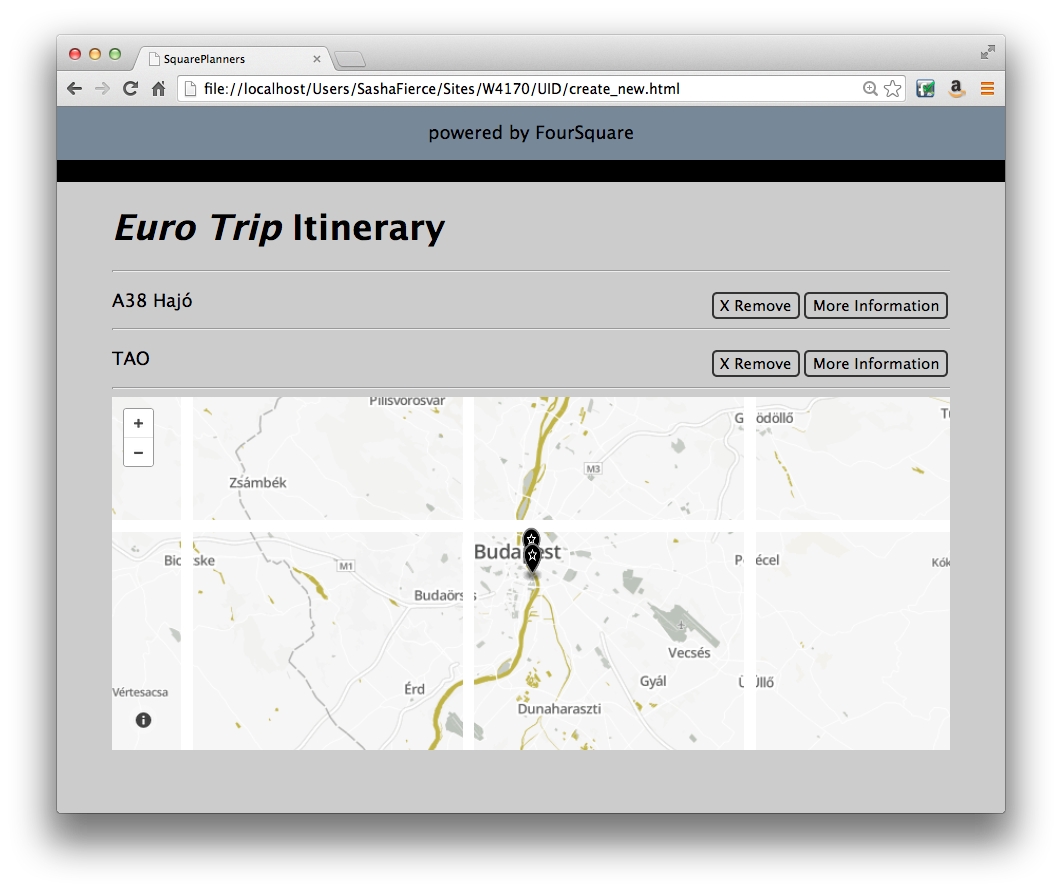 SquarePlanners
file://localhost/Users/SashaFierce/Sites/W4170/UID/create_new.html
powered by FourSquare
Euro Trip Itinerary
A38 Hajó
X Remove More Information
TAO
X Remove More Information
Pilisvörösvár
Gödöllő
+
M3
−
Zsámbék
Budapest
Bicske
M1
Pécel
Budaörs
Vecsés
Gyál
Üllő
Érd
Vértesacsa
Dunaharaszti
i